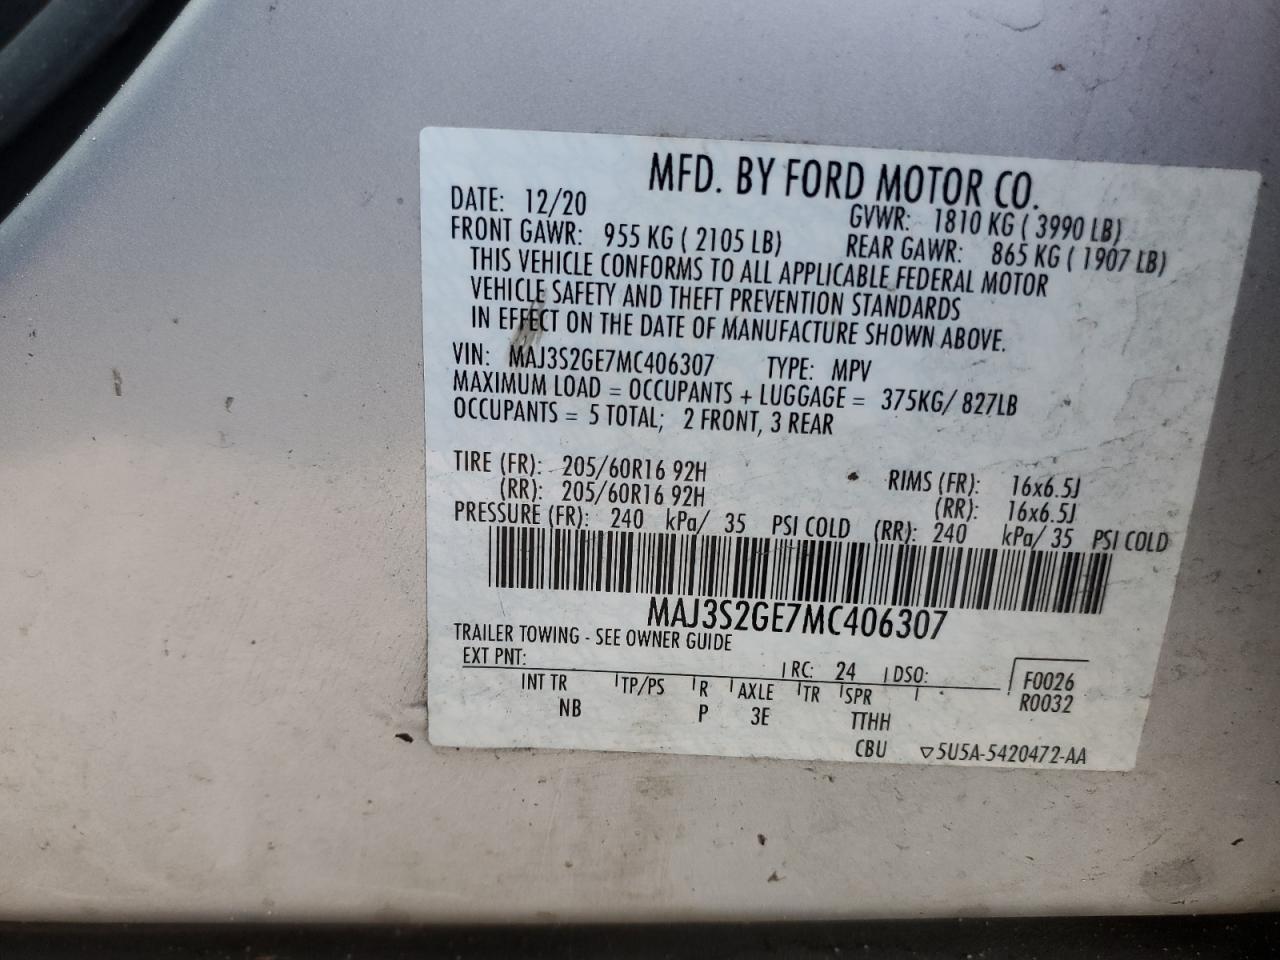 MFD. BY FORD MOTOR CO.
DATE: 12/20 GVWR: 1810 KG ( 3990 LB)
FRONT GAWR: 955 KG ( 2105 LB) REAR GAWR: 865 KG ( 1907 LB)
THIS VEHICLE CONFORMS TO ALL APPLICABLE FEDERAL MOTOR
VEHICLE SAFETY AND THEFT PREVENTION STANDARDS
IN EFFECT ON THE DATE OF MANUFACTURE SHOWN ABOVE.
VIN: MAJ3S2GE7MC406307 TYPE: MPV
MAXIMUM LOAD = OCCUPANTS + LUGGAGE = 375KG/ 827LB
OCCUPANTS = 5 TOTAL; 2 FRONT, 3 REAR
TIRE (FR): 205/60R16 92H RIMS (FR): 16x6.5J
(RR): 205/60R16 92H (RR): 16x6.5J
PRESSURE (FR): 240 kPa/ 35 PSI COLD (RR): 240 kPa/ 35 PSI COLD
MAJ3S2GE7MC406307
TRAILER TOWING - SEE OWNER GUIDE
EXT PNT: RC: 24 DSO: F0026
INT TR TP/PS R AXLE TR SPR R0032
NB P 3E TTHH
CBU ▽5U5A-5420472-AA